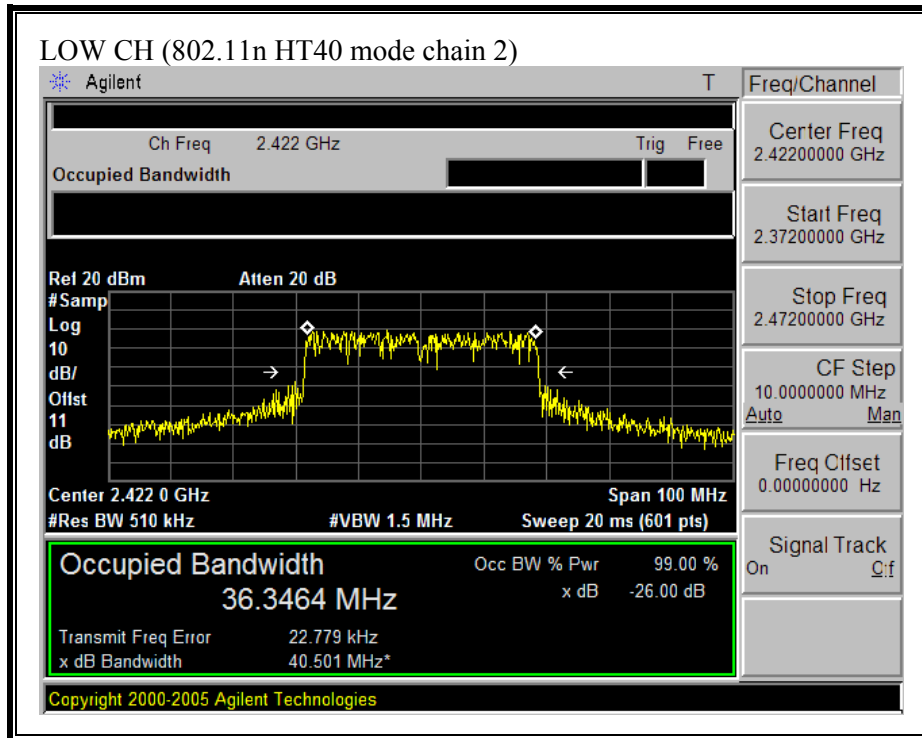 LOW CH (802.11n HT40 mode chain 2)
Agilent T Freq/Channel
Ch Freq 2.422 GHz Trig Free
Occupied Bandwidth
Center Freq
2.42200000 GHz
Start Freq
2.37200000 GHz
Stop Freq
2.47200000 GHz
CF Step
10.0000000 MHz
Auto Man
Freq Offset
0.00000000 Hz
Signal Track
On Off
Ref 20 dBm Atten 20 dB
#Samp
Log
10
dB/
Offst
11
dB
Center 2.422 0 GHz Span 100 MHz
#Res BW 510 kHz #VBW 1.5 MHz Sweep 20 ms (601 pts)
Occupied Bandwidth Occ BW % Pwr 99.00 %
36.3464 MHz x dB -26.00 dB
Transmit Freq Error 22.779 kHz
x dB Bandwidth 40.501 MHz*
Copyright 2000-2005 Agilent Technologies